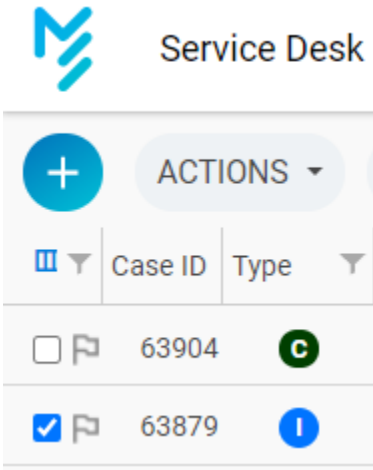 Service Desk
+ ACTIONS
Case ID Type
63904 C
63879 I